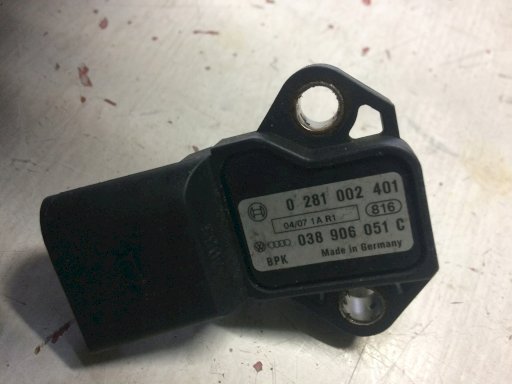 0 281 002 401
04/07 1A R1 816
038 906 051 C
BPK Made in Germany